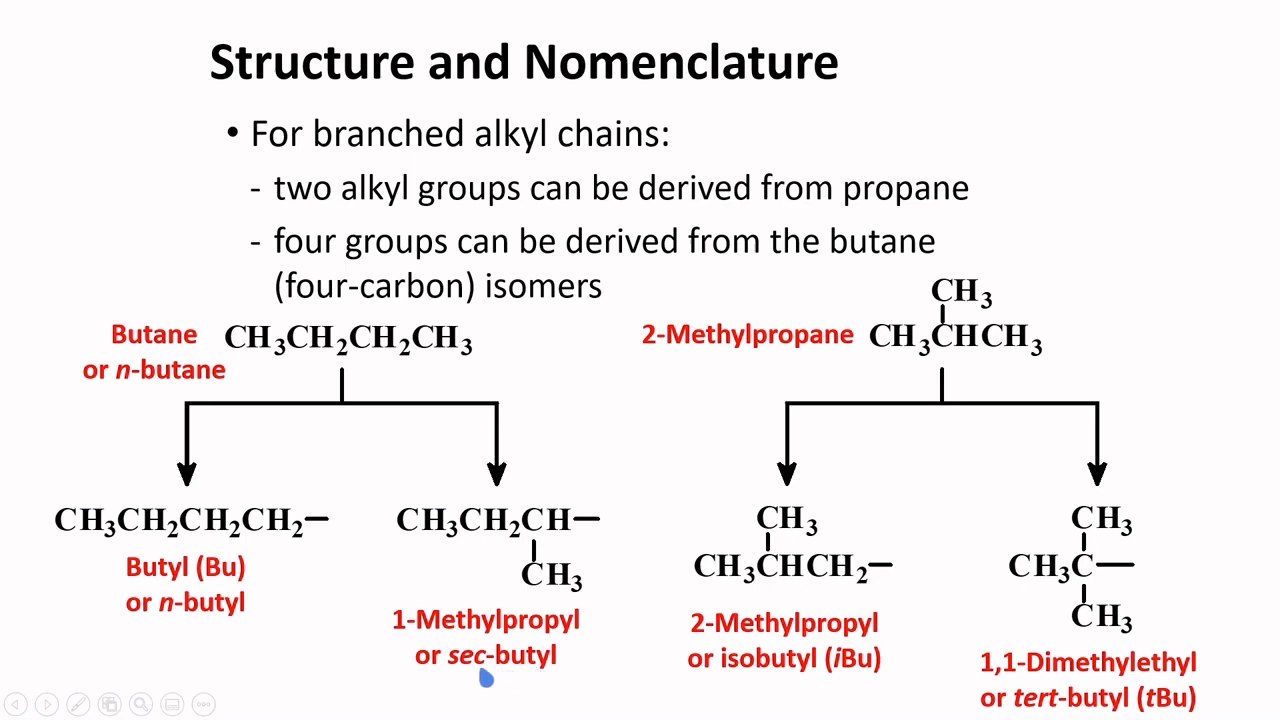 Structure and Nomenclature
• For branched alkyl chains:
- two alkyl groups can be derived from propane
- four groups can be derived from the butane
(four-carbon) isomers
Butane
or n-butane
CH₃CH₂CH₂CH₃
2-Methylpropane
CH₃
CH₃CHCH₃
CH₃CH₂CH₂CH₂—
Butyl (Bu)
or n-butyl
CH₃CH₂CH—
CH₃
1-Methylpropyl
or sec-butyl
CH₃
CH₃CHCH₂—
2-Methylpropyl
or isobutyl (iBu)
CH₃
CH₃C—
CH₃
1,1-Dimethylethyl
or tert-butyl (tBu)